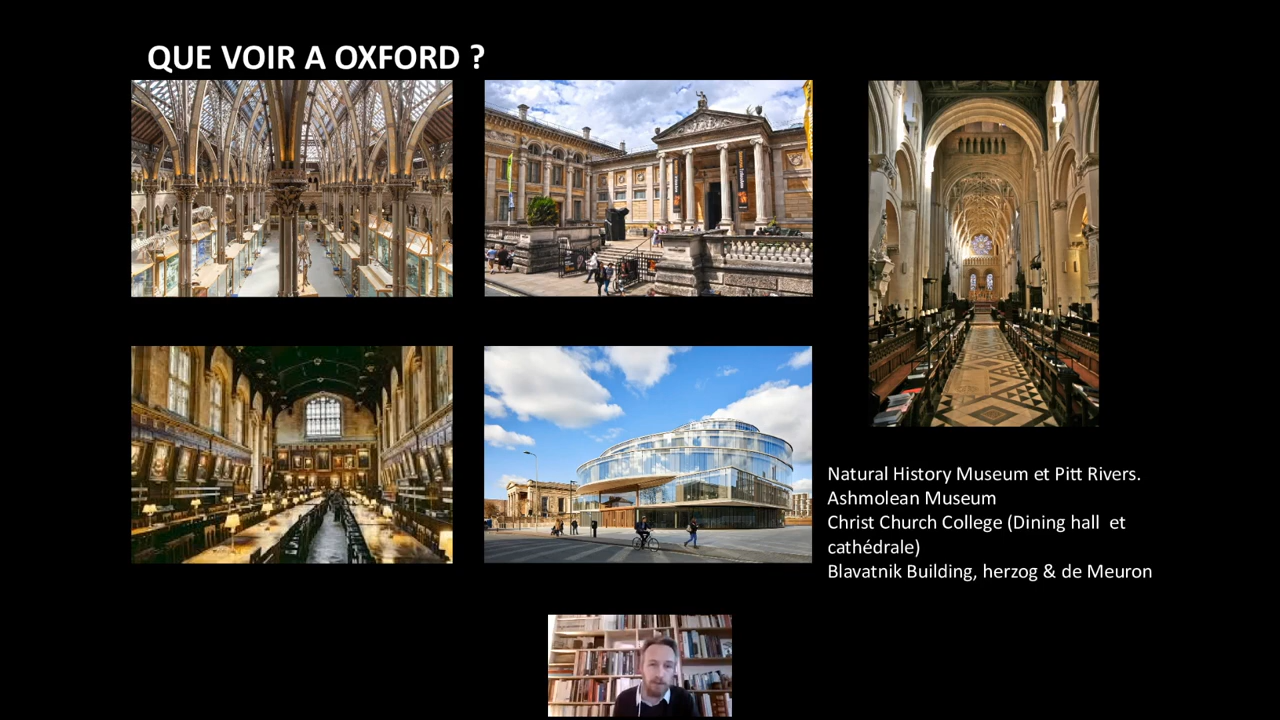 QUE VOIR A OXFORD ?
Natural History Museum et Pitt Rivers.
Ashmolean Museum
Christ Church College (Dining hall et
cathédrale)
Blavatnik Building, herzog & de Meuron